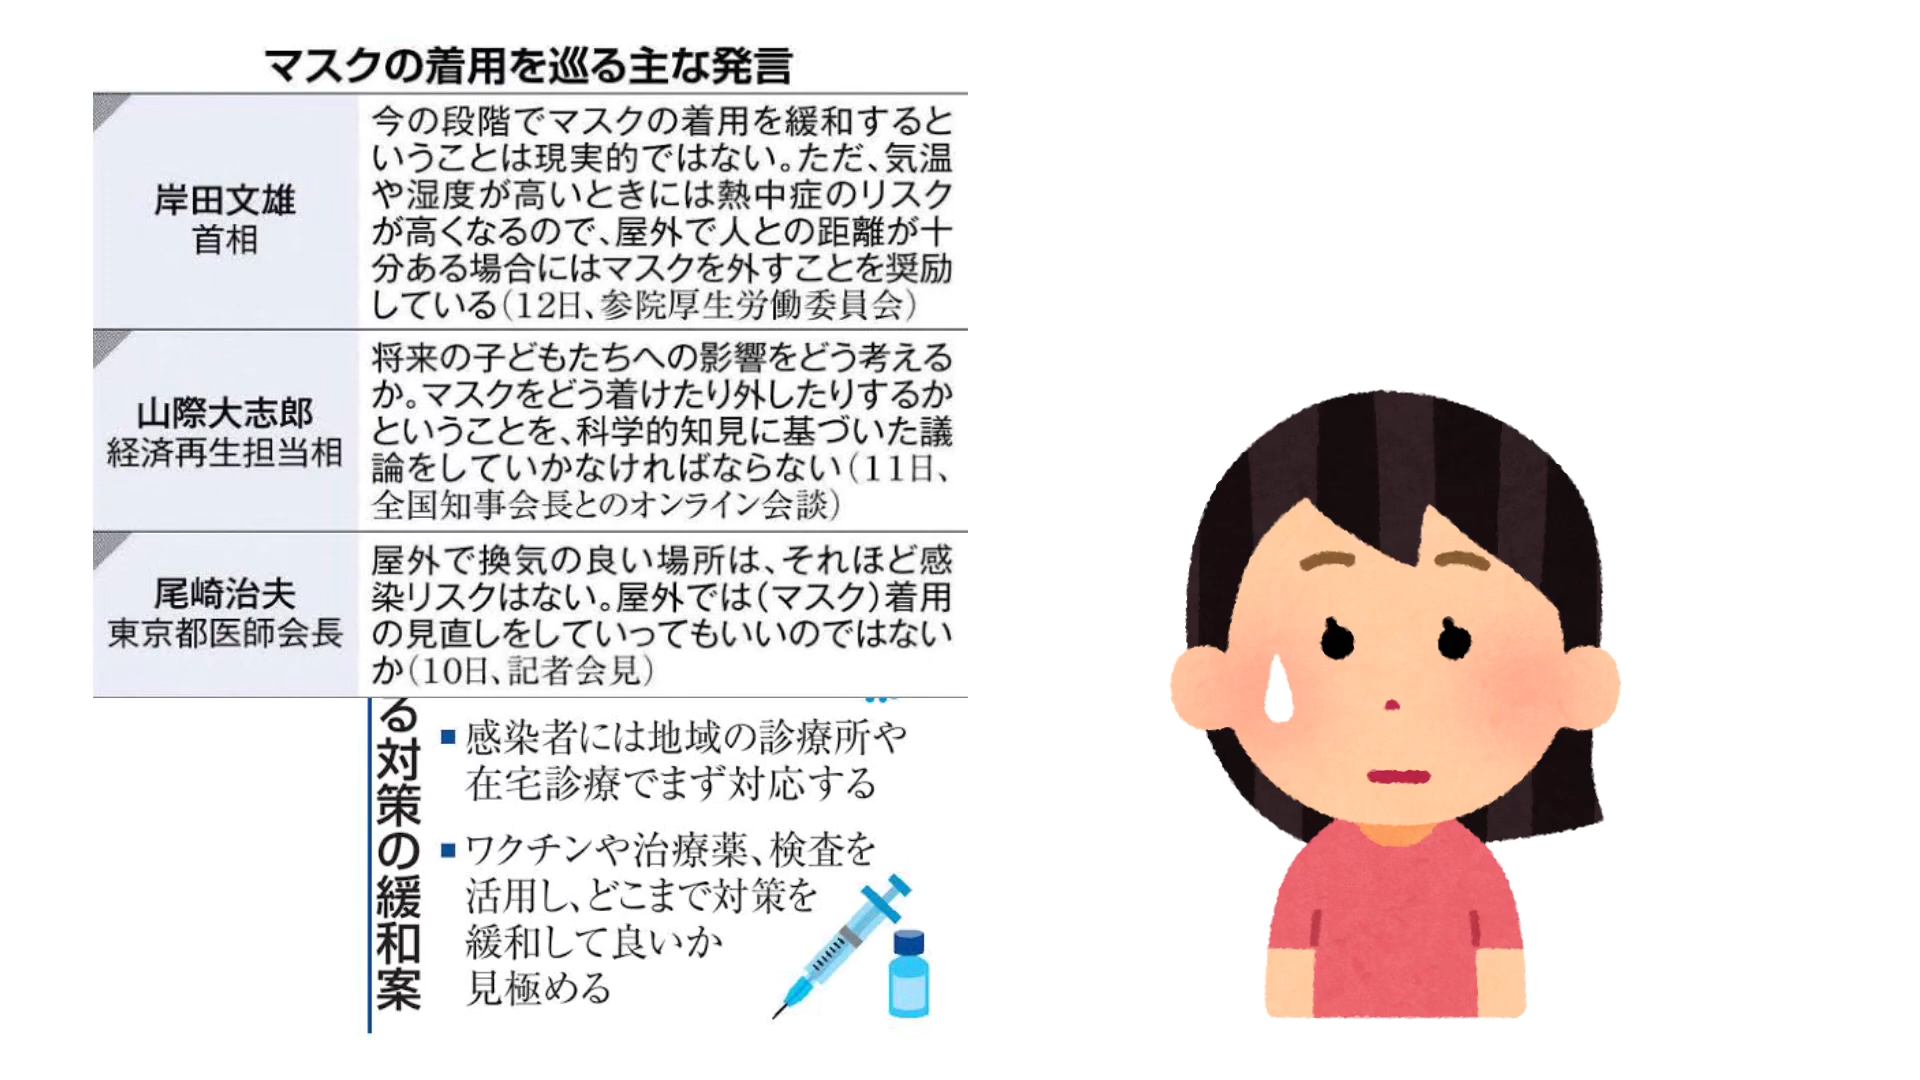 マスクの着用を巡る主な発言
岸田文雄
首相
今の段階でマスクの着用を緩和すると
いうことは現実的ではない。ただ、気温
や湿度が高いときには熱中症のリスク
が高くなるので、屋外で人との距離が十
分ある場合にはマスクを外すことを奨励
している(12日、参院厚生労働委員会)
山際大志郎
経済再生担当相
将来の子どもたちへの影響をどう考える
か。マスクをどう着けたり外したりするか
ということを、科学的知見に基づいた議
論をしていかなければならない(11日、
全国知事会長とのオンライン会談)
尾崎治夫
東京都医師会長
屋外で換気の良い場所は、それほど感
染リスクはない。屋外では(マスク)着用
の見直しをしていってもいいのではない
か(10日、記者会見)
る対策の緩和案
■感染者には地域の診療所や
在宅診療でまず対応する
■ワクチンや治療薬、検査を
活用し、どこまで対策を
緩和して良いか
見極める